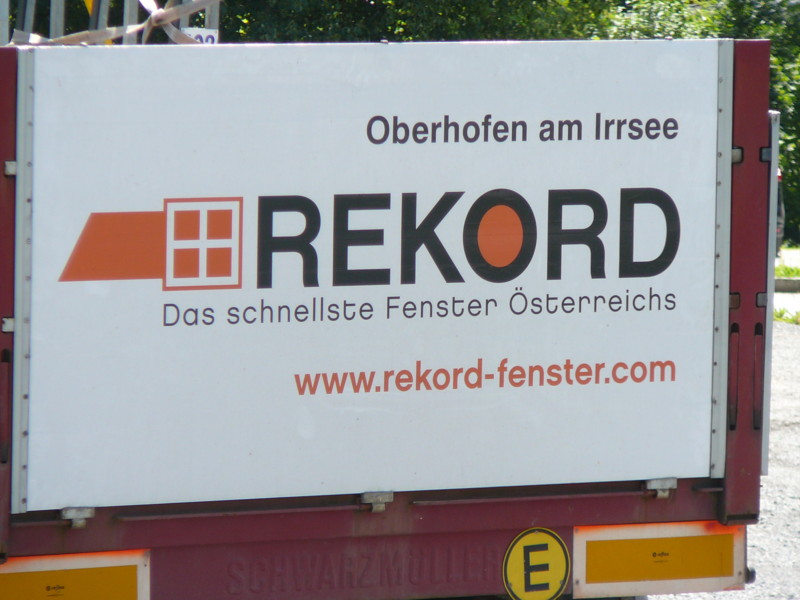 Oberhofen am Irrsee
REKORD
Das schnellste Fenster Österreichs
www.rekord-fenster.com
SCHWARZMÜLLER
E